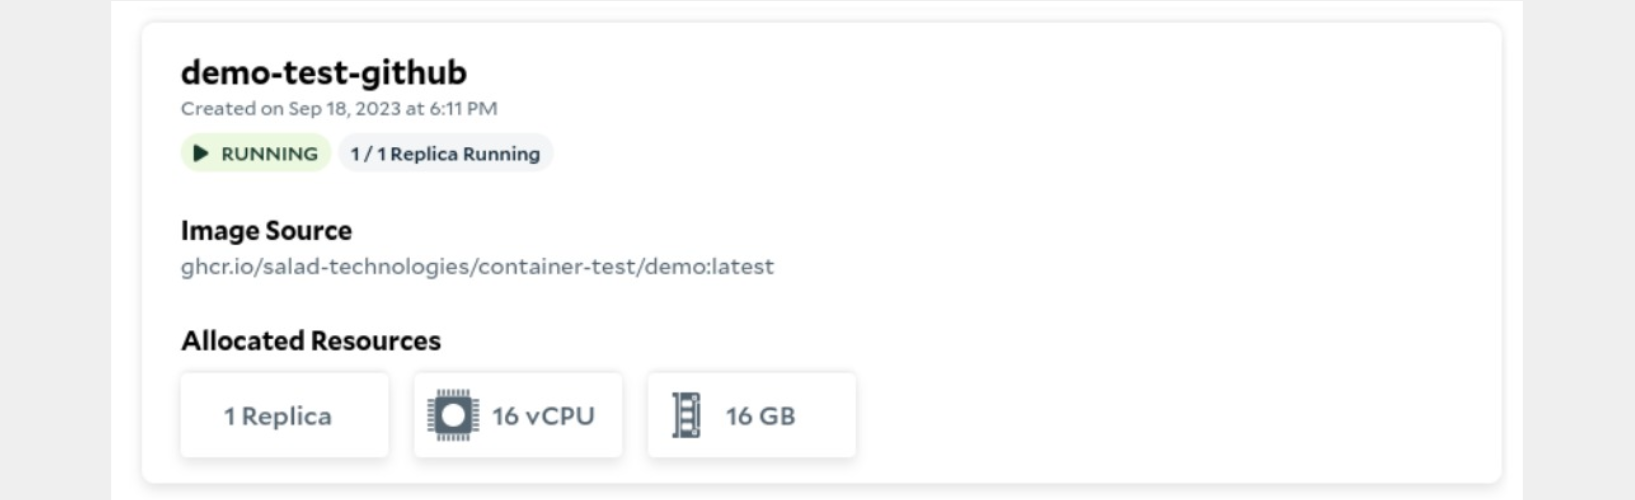 demo-test-github
Created on Sep 18, 2023 at 6:11 PM
RUNNING 1 / 1 Replica Running
Image Source
ghcr.io/salad-technologies/container-test/demo:latest
Allocated Resources
1 Replica 16 vCPU 16 GB